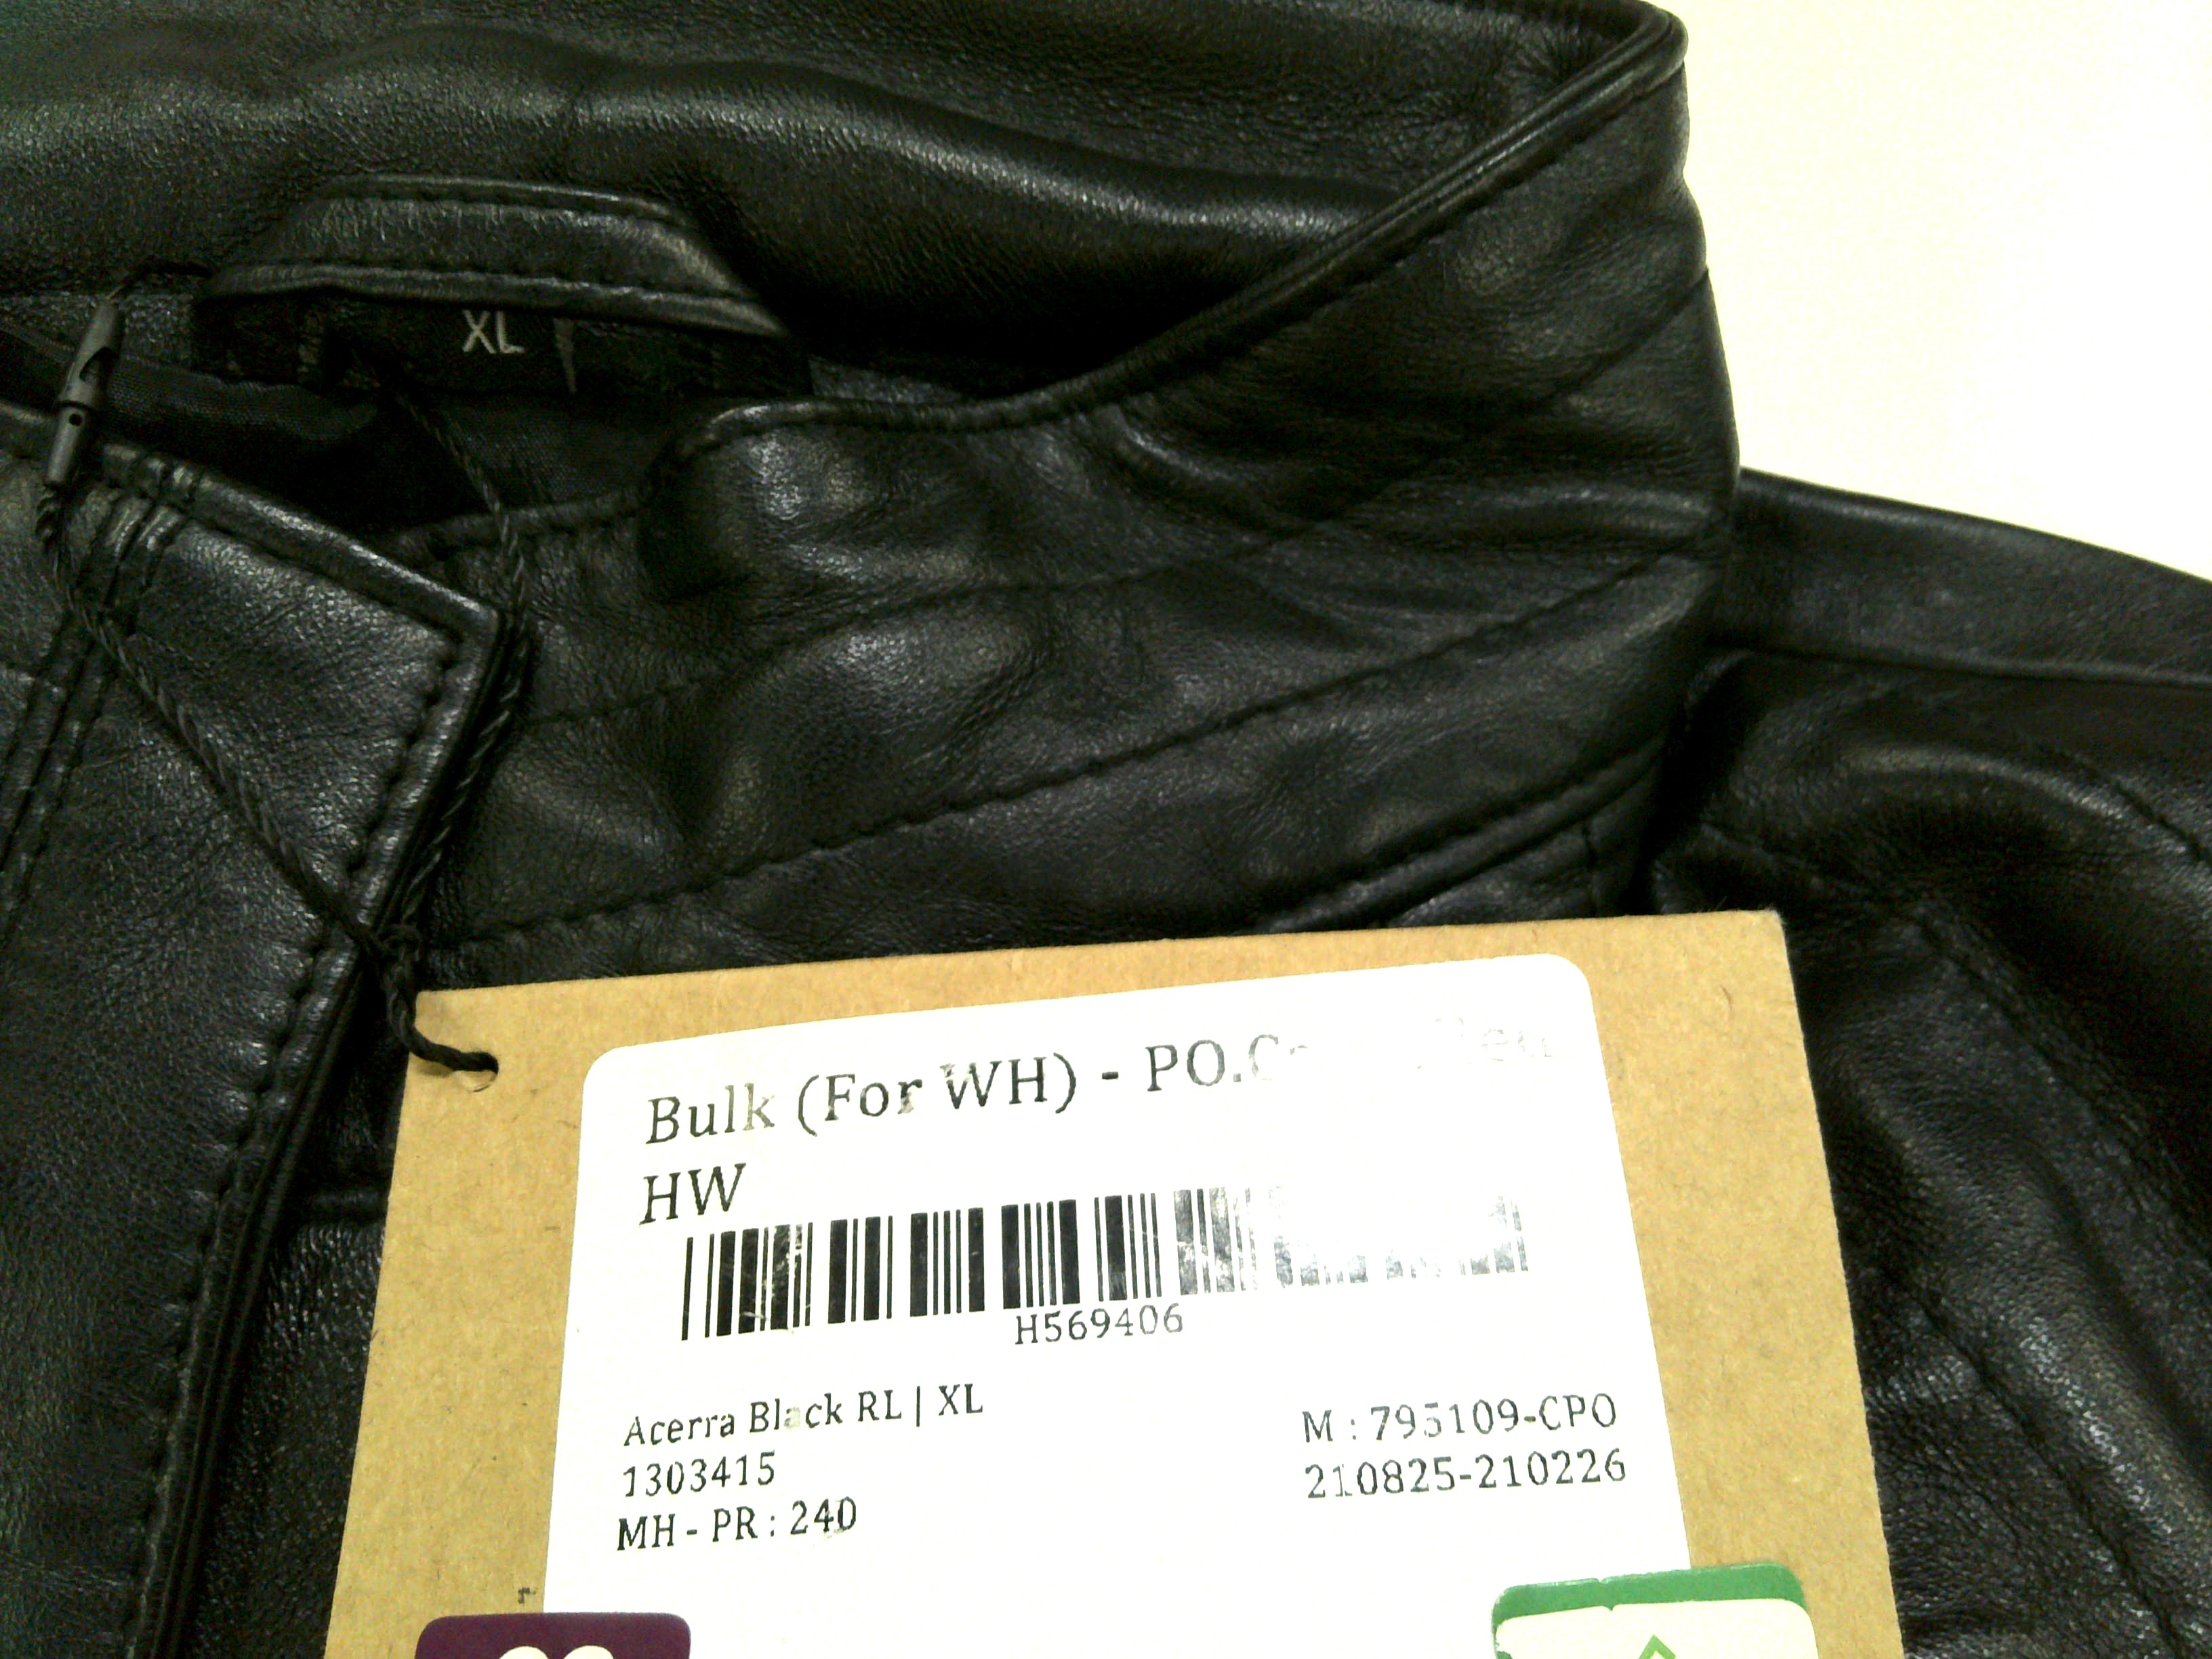 XL
Bulk (For WH) - PO.
HW
H569406
Acerra Black RL | XL
1303415
MH - PR : 240
M : 795109-CPO
210825-210226